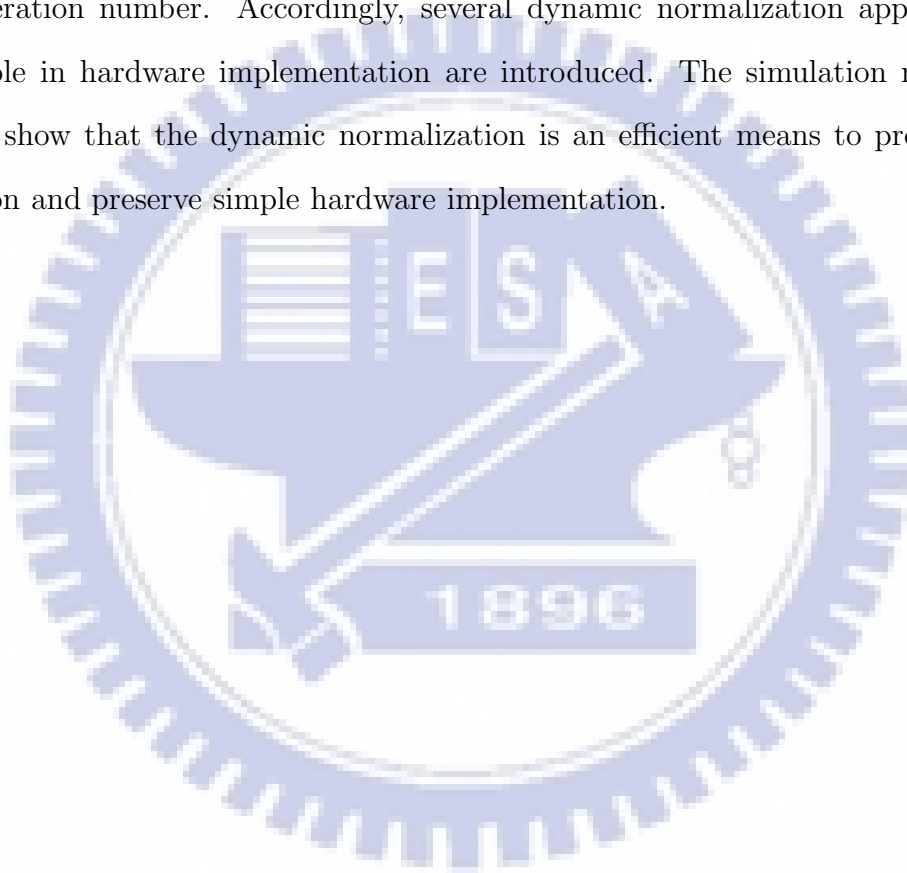 eration number. Accordingly, several dynamic normalization app
ble in hardware implementation are introduced. The simulation r
show that the dynamic normalization is an efficient means to pre
on and preserve simple hardware implementation.
E S A
1896